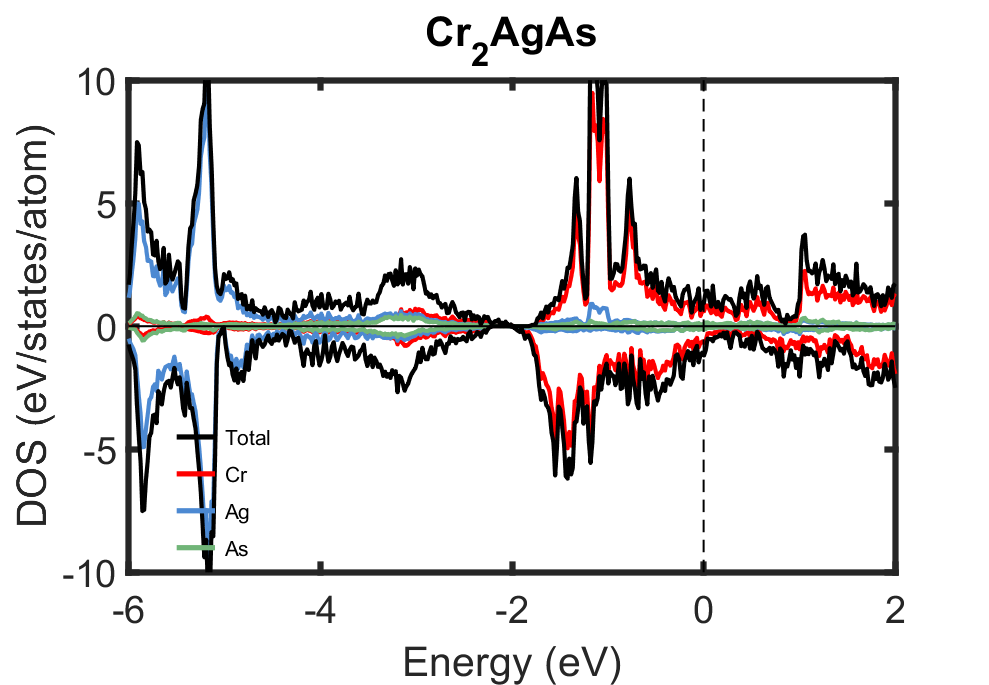 Cr₂AgAs
DOS (eV/states/atom)
10
5
0
-5
-10
Total
Cr
Ag
As
-6 -4 -2 0 2
Energy (eV)